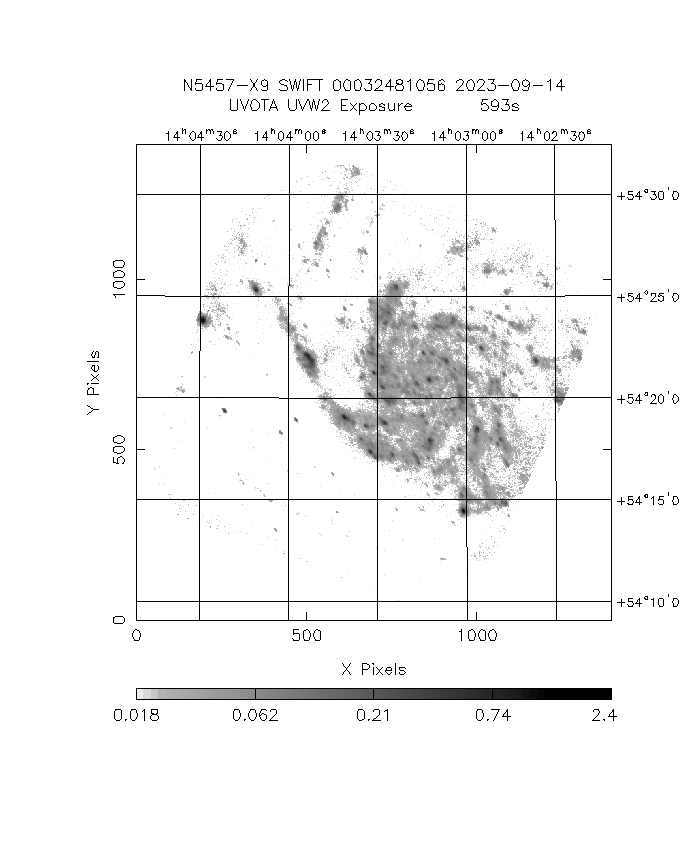 N5457-X9 SWIFT 00032481056 2023-09-14
UVOTA UVW2 Exposure 593s
14ʰ04ᵐ30ˢ 14ʰ04ᵐ00ˢ 14ʰ03ᵐ30ˢ 14ʰ03ᵐ00ˢ 14ʰ02ᵐ30ˢ
+54°30'0
1000
+54°25'0
Y Pixels
+54°20'0
500
+54°15'0
+54°10'0
0
0 500 1000
X Pixels
0.018 0.062 0.21 0.74 2.4